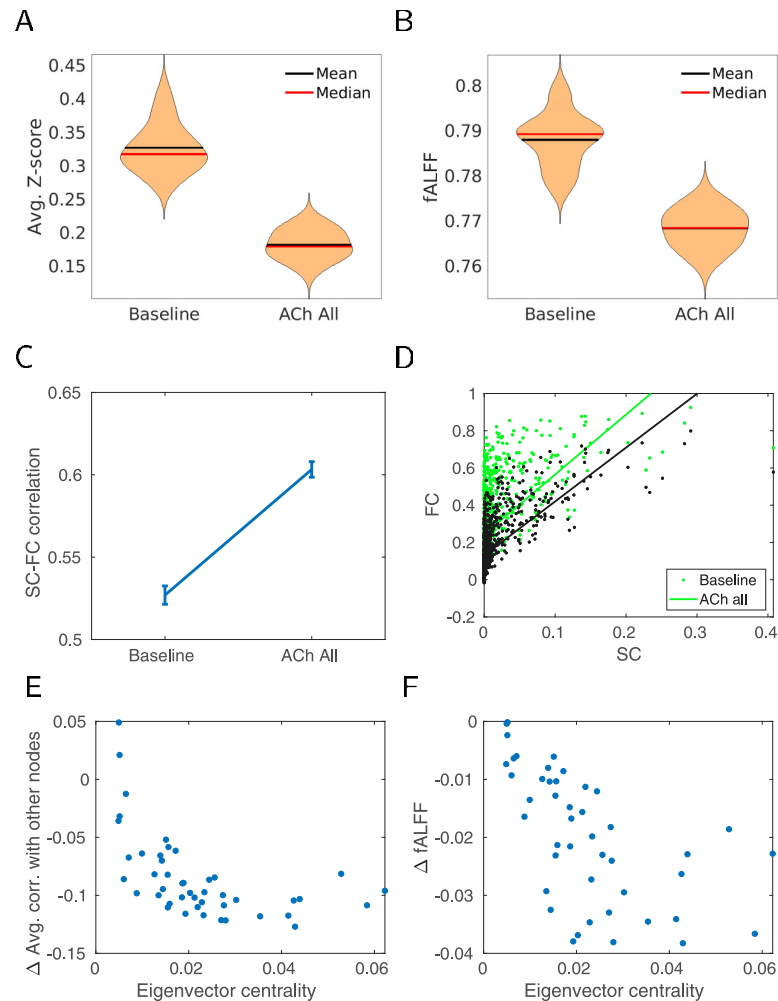 A
B
0.45
0.4
0.35
0.3
0.25
0.2
0.15
Avg. Z-score
Mean
Median
Baseline
ACh All
0.8
0.79
0.78
0.77
0.76
fALFF
Mean
Median
Baseline
ACh All
C
D
0.65
0.6
0.55
0.5
SC-FC correlation
Baseline
ACh All
1
0.8
0.6
0.4
0.2
0
-0.2
FC
Baseline
ACh all
0
0.1
0.2
0.3
0.4
SC
E
F
0.05
0
-0.05
-0.1
-0.15
Δ Avg. corr. with other nodes
0
0.02
0.04
0.06
Eigenvector centrality
0
-0.01
-0.02
-0.03
-0.04
Δ fALFF
0
0.02
0.04
0.06
Eigenvector centrality